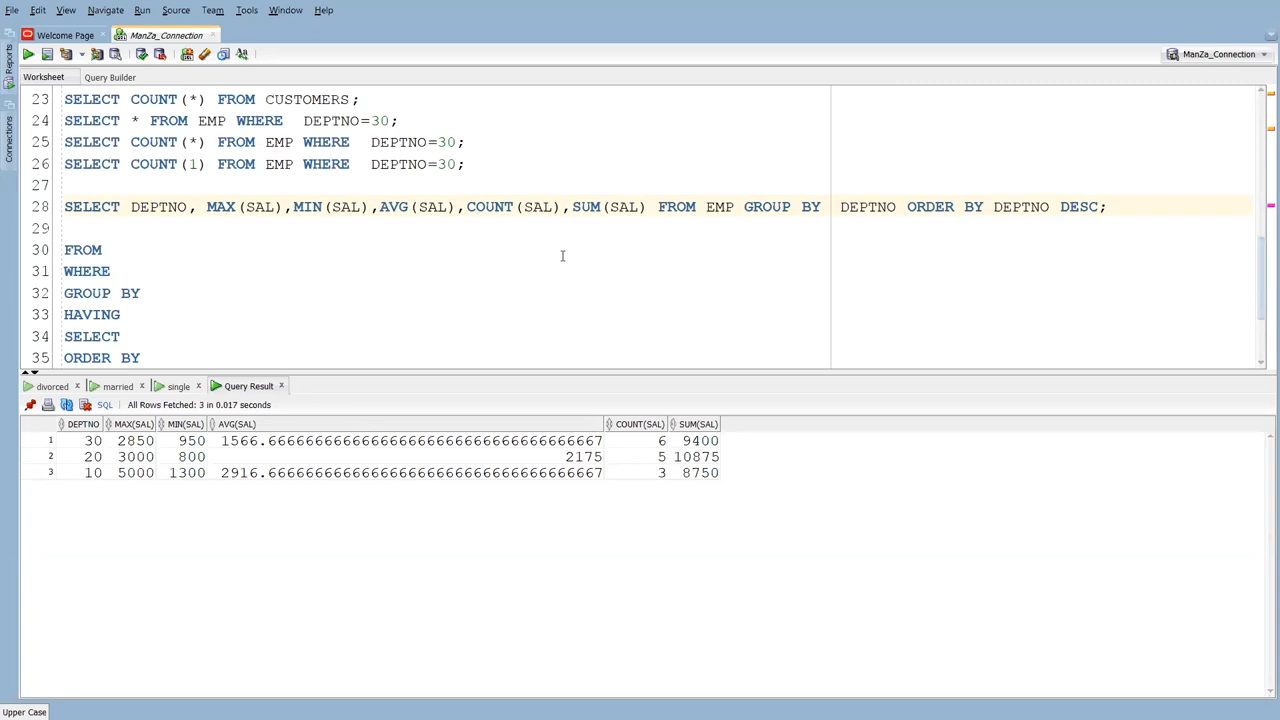 File Edit View Navigate Run Source Team Tools Window Help
Welcome Page ManZa_Connection
ManZa_Connection
Reports
Connections
Worksheet Query Builder
23 SELECT COUNT(*) FROM CUSTOMERS;
24 SELECT * FROM EMP WHERE DEPTNO=30;
25 SELECT COUNT(*) FROM EMP WHERE DEPTNO=30;
26 SELECT COUNT(1) FROM EMP WHERE DEPTNO=30;
27
28 SELECT DEPTNO, MAX(SAL),MIN(SAL),AVG(SAL),COUNT(SAL),SUM(SAL) FROM EMP GROUP BY DEPTNO ORDER BY DEPTNO DESC;
29
30 FROM
31 WHERE
32 GROUP BY
33 HAVING
34 SELECT
35 ORDER BY
divorced married single Query Result
SQL All Rows Fetched: 3 in 0.017 seconds
DEPTNO MAX(SAL) MIN(SAL) AVG(SAL) COUNT(SAL) SUM(SAL)
1 30 2850 950 1566.666666666666666666666666666666666667 6 9400
2 20 3000 800 2175 5 10875
3 10 5000 1300 2916.666666666666666666666666666666666667 3 8750
Upper Case